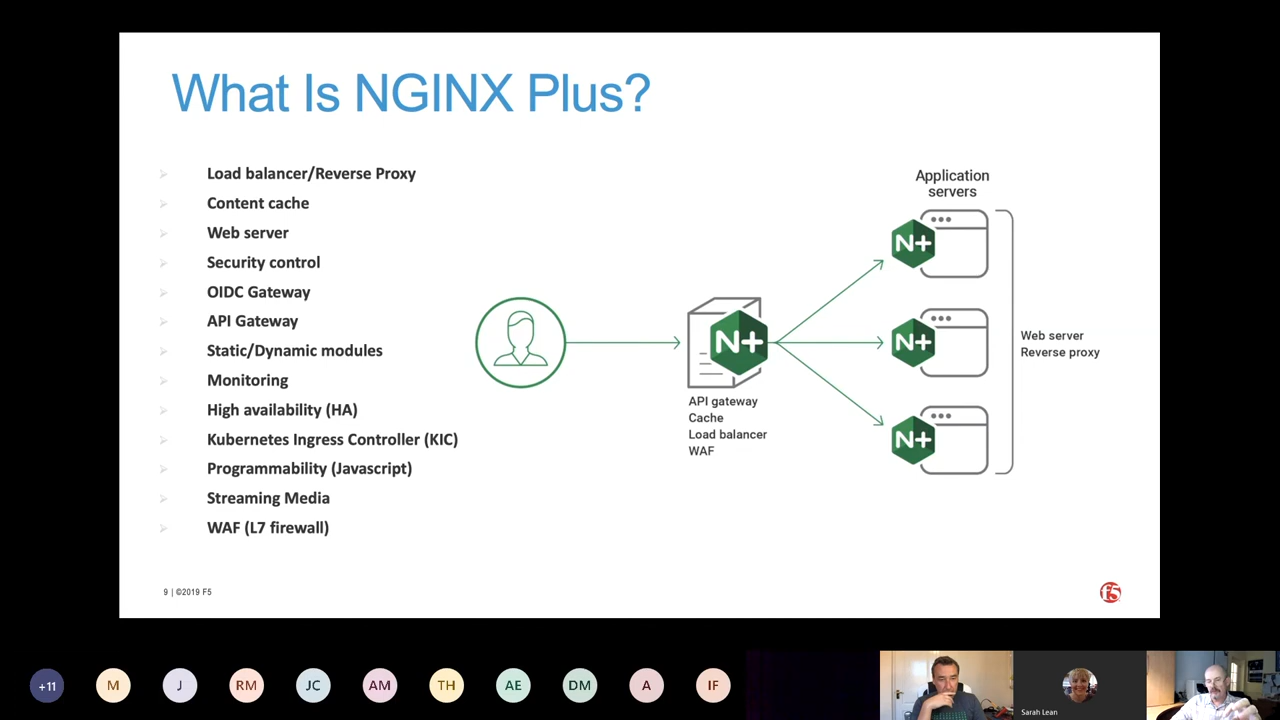 What Is NGINX Plus?
Load balancer/Reverse Proxy
Content cache
Web server
Security control
OIDC Gateway
API Gateway
Static/Dynamic modules
Monitoring
High availability (HA)
Kubernetes Ingress Controller (KIC)
Programmability (Javascript)
Streaming Media
WAF (L7 firewall)
N+
API gateway
Cache
Load balancer
WAF
Application
servers
N+
N+
N+
Web server
Reverse proxy
9 | ©2019 F5
f5
+11
M
J
RM
JC
AM
TH
AE
DM
A
IF
Sarah Lean